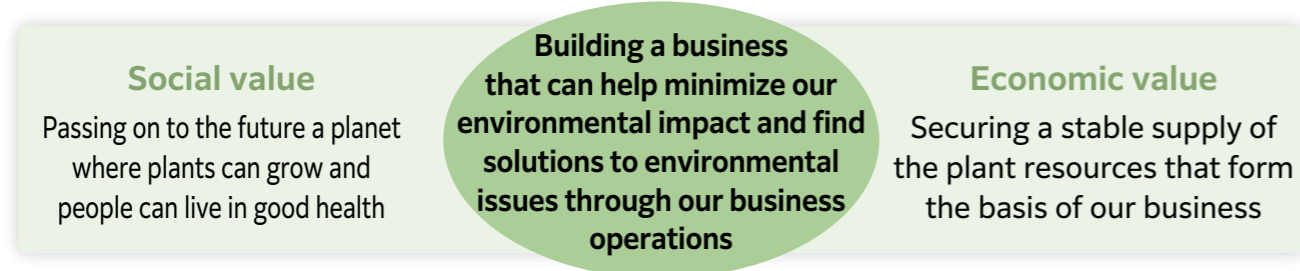 Social value
Passing on to the future a planet
where plants can grow and
people can live in good health
Building a business
that can help minimize our
environmental impact and find
solutions to environmental
issues through our business
operations
Economic value
Securing a stable supply of
the plant resources that form
the basis of our business